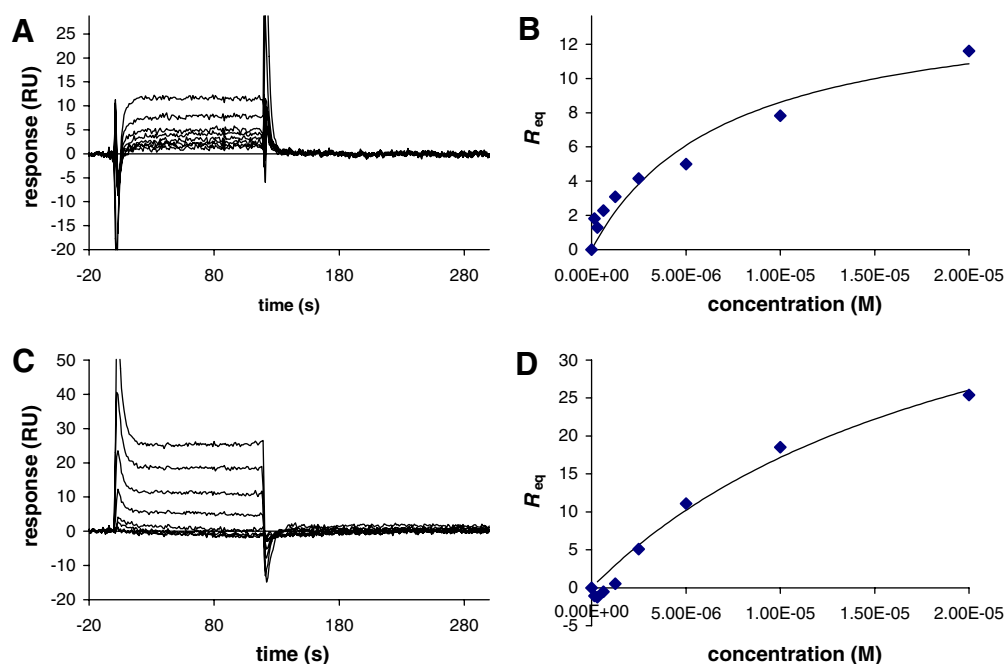 A
response (RU)
25
20
15
10
5
0
-5
-10
-15
-20
-20
80
180
280
time (s)
B
R eq
12
10
8
6
4
2
0
0.00E+00
5.00E-06
1.00E-05
1.50E-05
2.00E-05
concentration (M)
C
response (RU)
50
40
30
20
10
0
-10
-20
-20
80
180
280
time (s)
D
R eq
30
25
20
15
10
5
0
-5
0.00E+00
5.00E-06
1.00E-05
1.50E-05
2.00E-05
concentration (M)